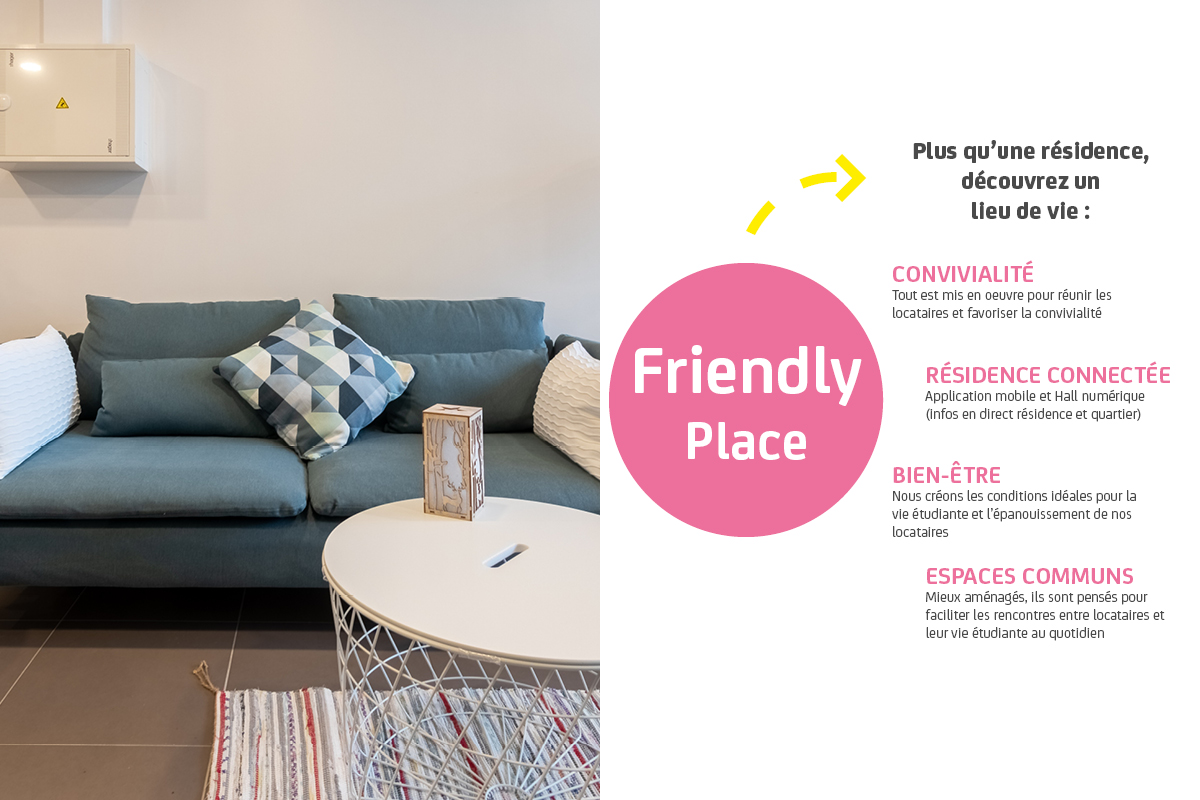 Plus qu’une résidence,
découvrez un
lieu de vie :
Friendly
Place
CONVIVIALITÉ
Tout est mis en oeuvre pour réunir les
locataires et favoriser la convivialité
RÉSIDENCE CONNECTÉE
Application mobile et Hall numérique
(infos en direct résidence et quartier)
BIEN-ÊTRE
Nous créons les conditions idéales pour la
vie étudiante et l’épanouissement de nos
locataires
ESPACES COMMUNS
Mieux aménagés, ils sont pensés pour
faciliter les rencontres entre locataires et
leur vie étudiante au quotidien